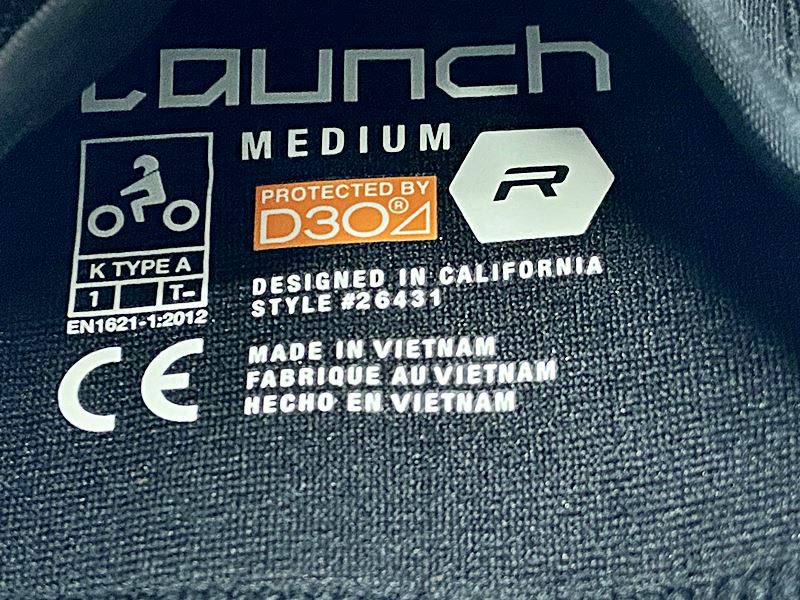 Launch
MEDIUM
PROTECTED BY
D3O®
R
K TYPE A
1 T-
EN1621-1:2012
CE
DESIGNED IN CALIFORNIA
STYLE #26431
MADE IN VIETNAM
FABRIQUE AU VIETNAM
HECHO EN VIETNAM